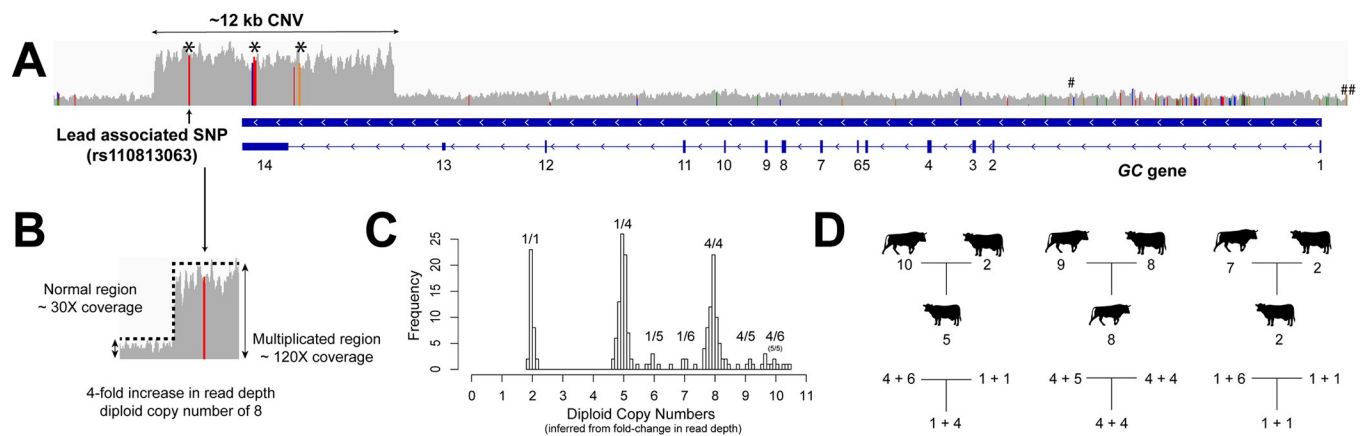 A
~12 kb CNV
* * *
#
##
Lead associated SNP
(rs110813063)
14 13 12 11 10 9 8 7 65 4 3 2 1
GC gene
B
Normal region
~ 30X coverage
Multiplicated region
~ 120X coverage
4-fold increase in read depth
diploid copy number of 8
C
Frequency
0 5 10 15 20 25
1/1 1/4 4/4
1/5 1/6 4/5 4/6
(5/5)
0 1 2 3 4 5 6 7 8 9 10 11
Diploid Copy Numbers
(inferred from fold-change in read depth)
D
10 2 9 8 7 2
5 8 2
4 + 6 1 + 1 4 + 5 4 + 4 1 + 6 1 + 1
1 + 4 4 + 4 1 + 1